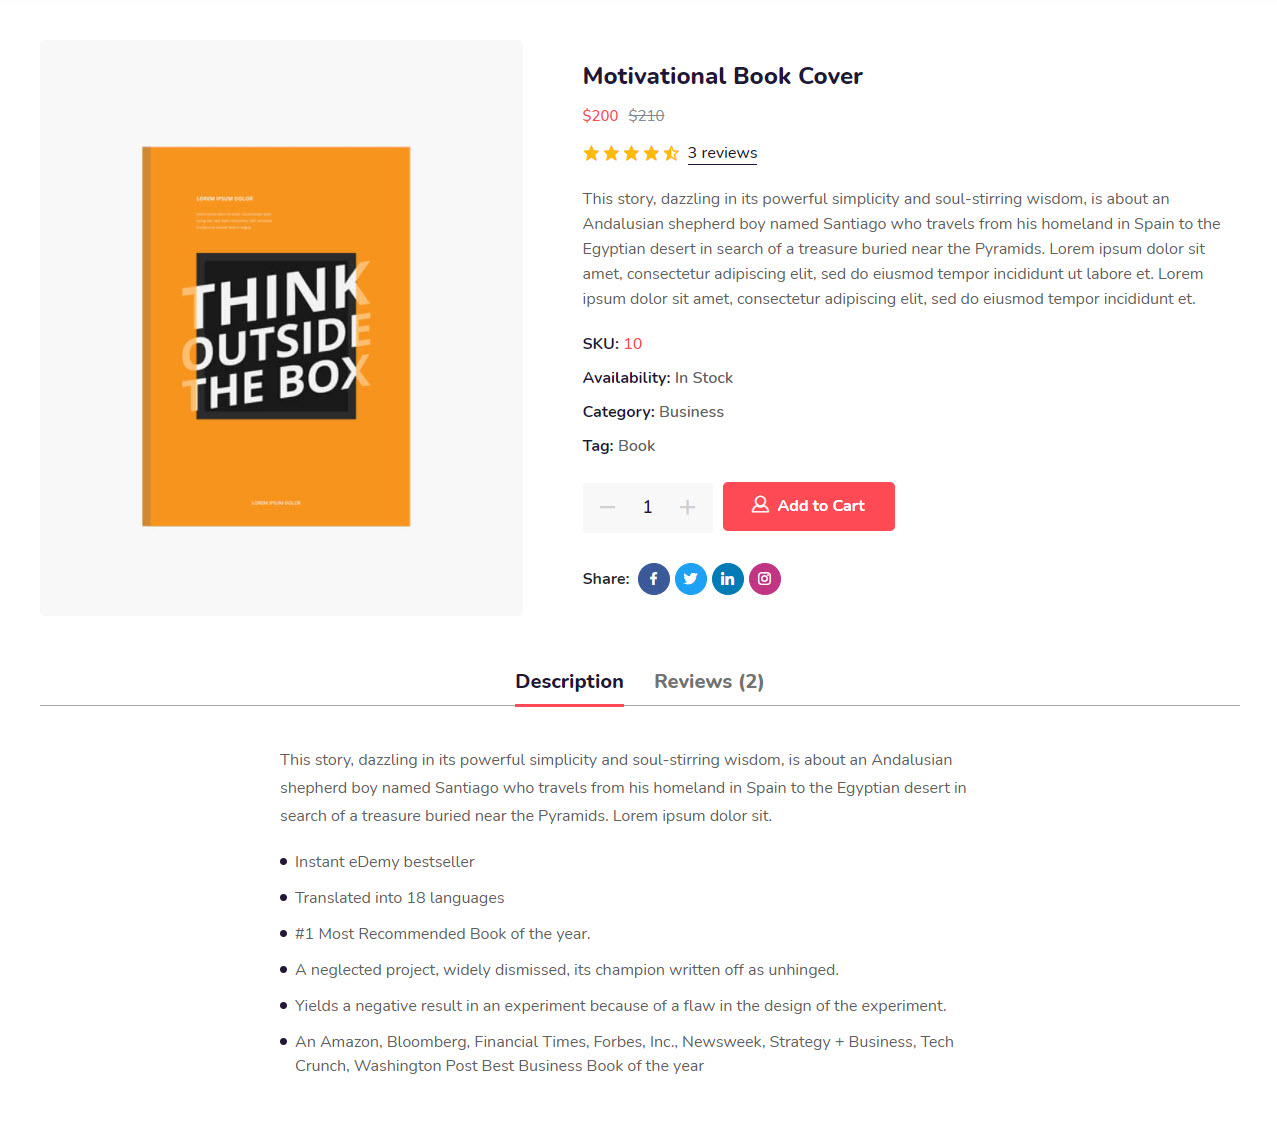 LOREM IPSUM DOLOR
THINK
OUTSIDE
THE BOX
LOREM IPSUM DOLOR
Motivational Book Cover
$200 $210
3 reviews
This story, dazzling in its powerful simplicity and soul-stirring wisdom, is about an
Andalusian shepherd boy named Santiago who travels from his homeland in Spain to the
Egyptian desert in search of a treasure buried near the Pyramids. Lorem ipsum dolor sit
amet, consectetur adipiscing elit, sed do eiusmod tempor incididunt ut labore et. Lorem
ipsum dolor sit amet, consectetur adipiscing elit, sed do eiusmod tempor incididunt et.
SKU: 10
Availability: In Stock
Category: Business
Tag: Book
1
Add to Cart
Share:
Description Reviews (2)
This story, dazzling in its powerful simplicity and soul-stirring wisdom, is about an Andalusian
shepherd boy named Santiago who travels from his homeland in Spain to the Egyptian desert in
search of a treasure buried near the Pyramids. Lorem ipsum dolor sit.
Instant eDemy bestseller
Translated into 18 languages
#1 Most Recommended Book of the year.
A neglected project, widely dismissed, its champion written off as unhinged.
Yields a negative result in an experiment because of a flaw in the design of the experiment.
An Amazon, Bloomberg, Financial Times, Forbes, Inc., Newsweek, Strategy + Business, Tech
Crunch, Washington Post Best Business Book of the year